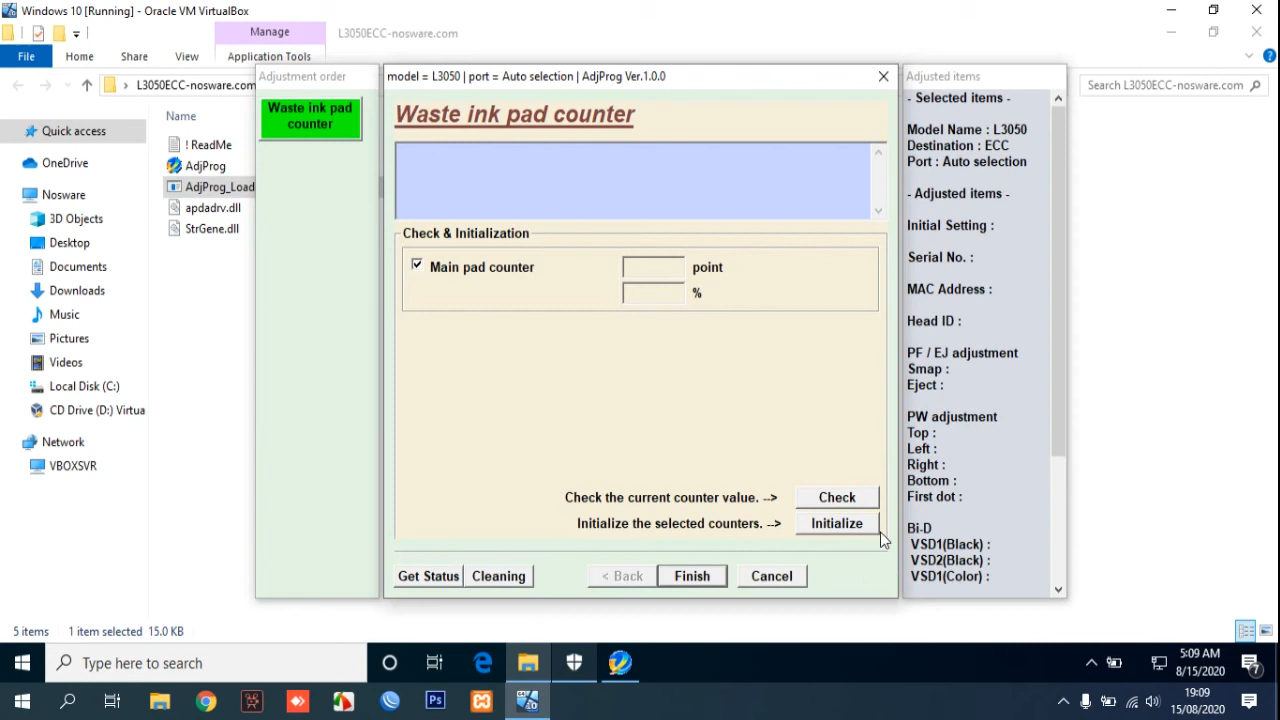 Windows 10 [Running] - Oracle VM VirtualBox
Manage
L3050ECC-nosware.com
File
Home
Share
View
Application Tools
L3050ECC-nosware.com
Search L3050ECC-nosware.com
Quick access
OneDrive
Nosware
3D Objects
Desktop
Documents
Downloads
Music
Pictures
Videos
Local Disk (C:)
CD Drive (D:) Virtua
Network
VBOXSVR
Name
! ReadMe
AdjProg
AdjProg_Load
apdadrv.dll
StrGene.dll
Adjustment order
Waste ink pad
counter
model = L3050 | port = Auto selection | AdjProg Ver.1.0.0
Waste ink pad counter
Check & Initialization
Main pad counter
point
%
Check the current counter value. -->
Check
Initialize the selected counters. -->
Initialize
Get Status
Cleaning
< Back
Finish
Cancel
Adjusted items
- Selected items -
Model Name : L3050
Destination : ECC
Port : Auto selection
- Adjusted items -
Initial Setting :
Serial No. :
MAC Address :
Head ID :
PF / EJ adjustment
Smap :
Eject :
PW adjustment
Top :
Left :
Right :
Bottom :
First dot :
Bi-D
VSD1(Black) :
VSD2(Black) :
VSD1(Color) :
5 items
1 item selected 15.0 KB
Type here to search
5:09 AM
8/15/2020
7
Ps
19:09
15/08/2020